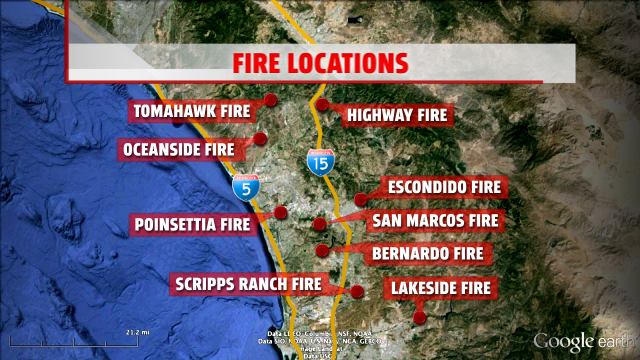 FIRE LOCATIONS
TOMAHAWK FIRE
HIGHWAY FIRE
OCEANSIDE FIRE
15
5
ESCONDIDO FIRE
POINSETTIA FIRE
SAN MARCOS FIRE
BERNARDO FIRE
SCRIPPS RANCH FIRE
LAKESIDE FIRE
21.2 mi
Google earth